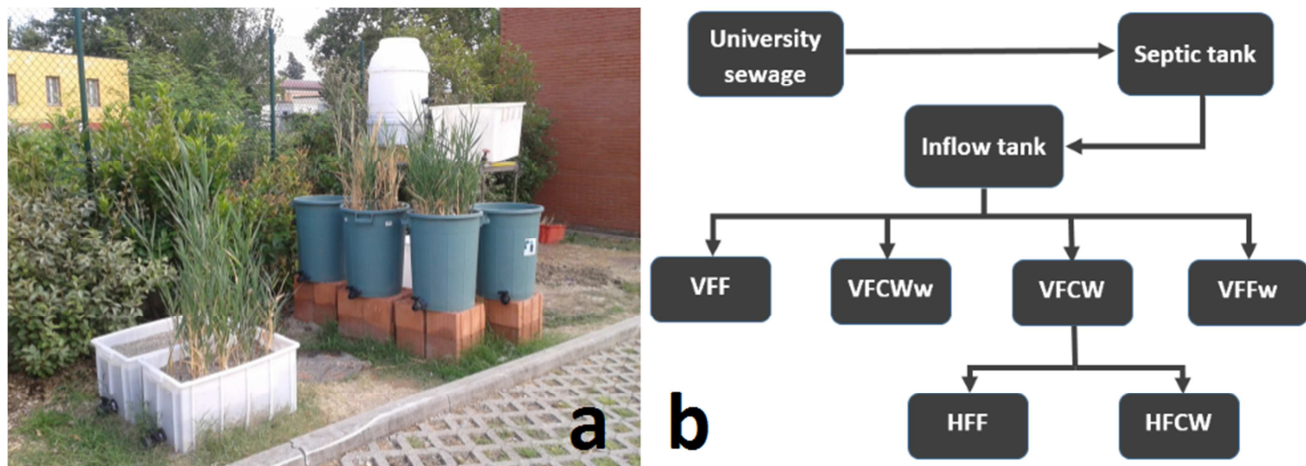 University
sewage
Septic tank
Inflow tank
VFF
VFCWw
VFCW
VFFw
HFF
HFCW
a
b